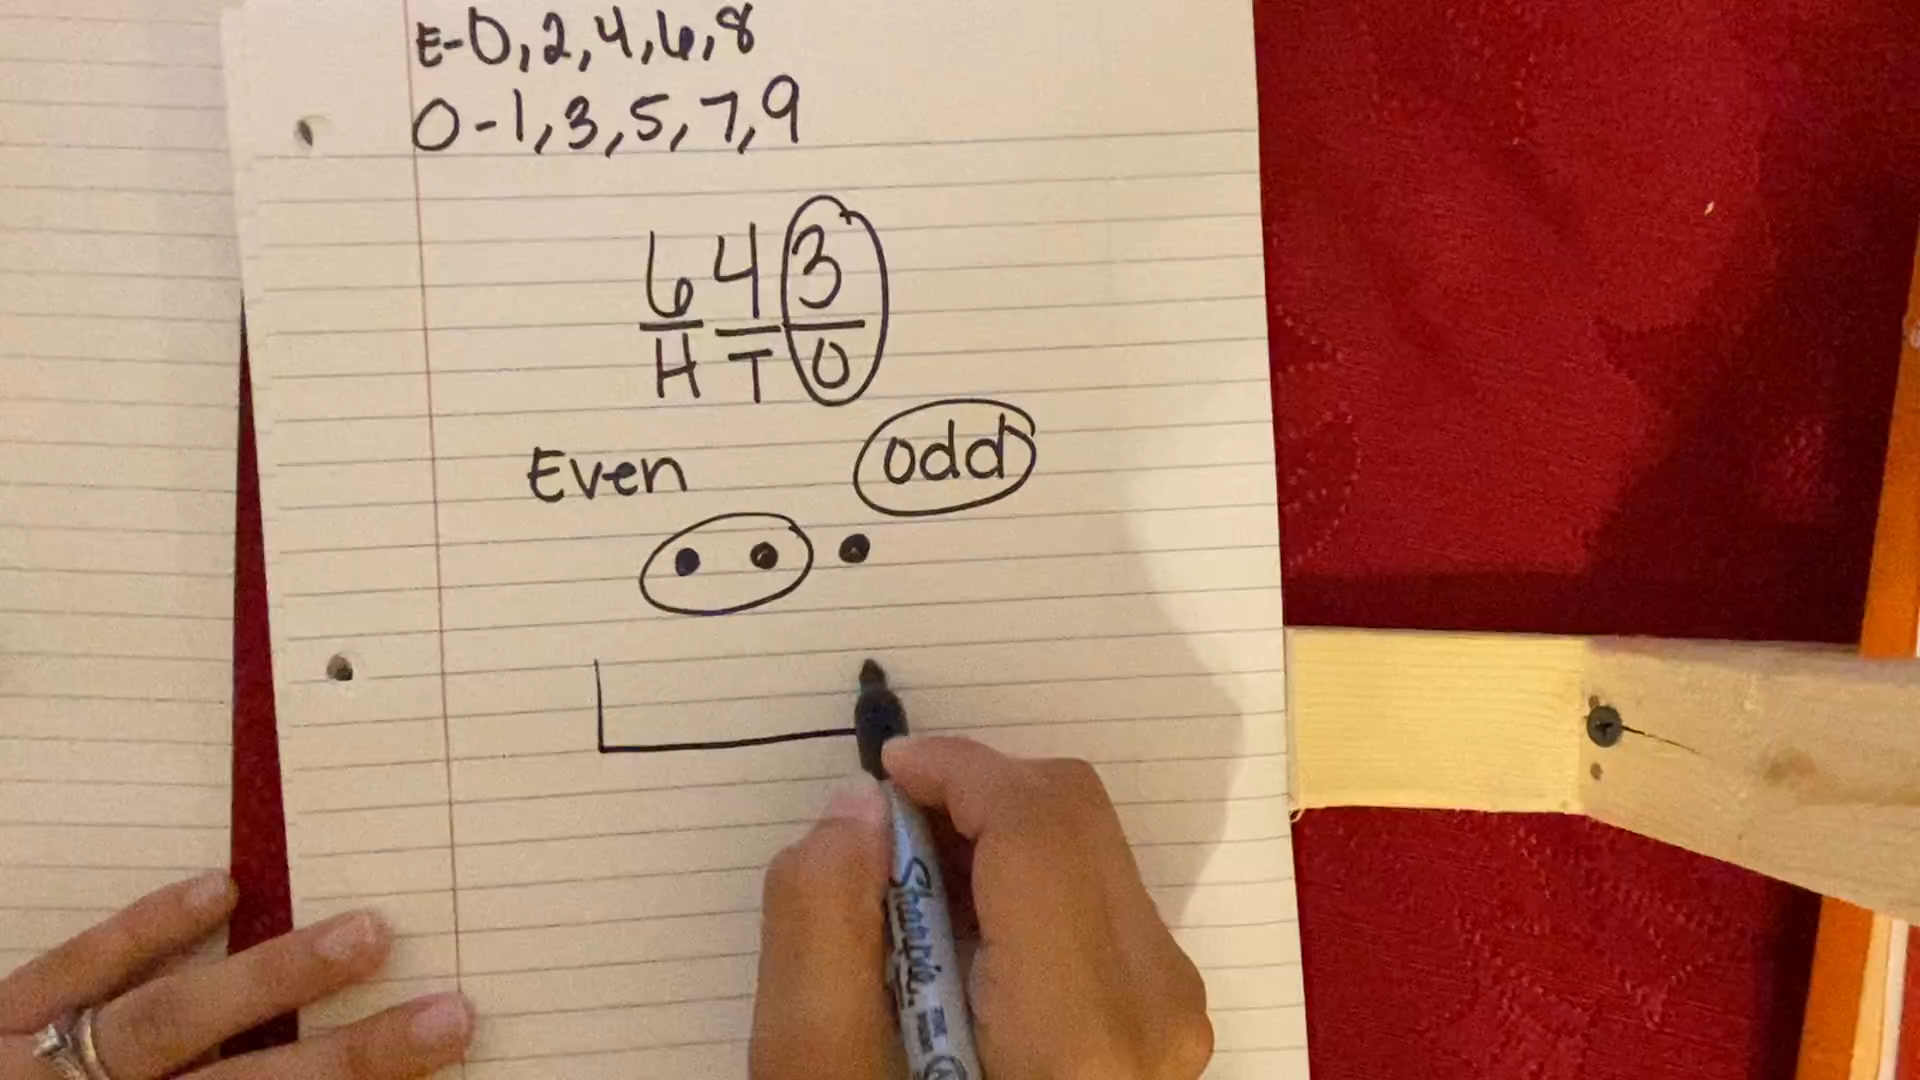 E-0,2,4,6,8
O-1,3,5,7,9
643
H T O
Even odd
Sharpie.